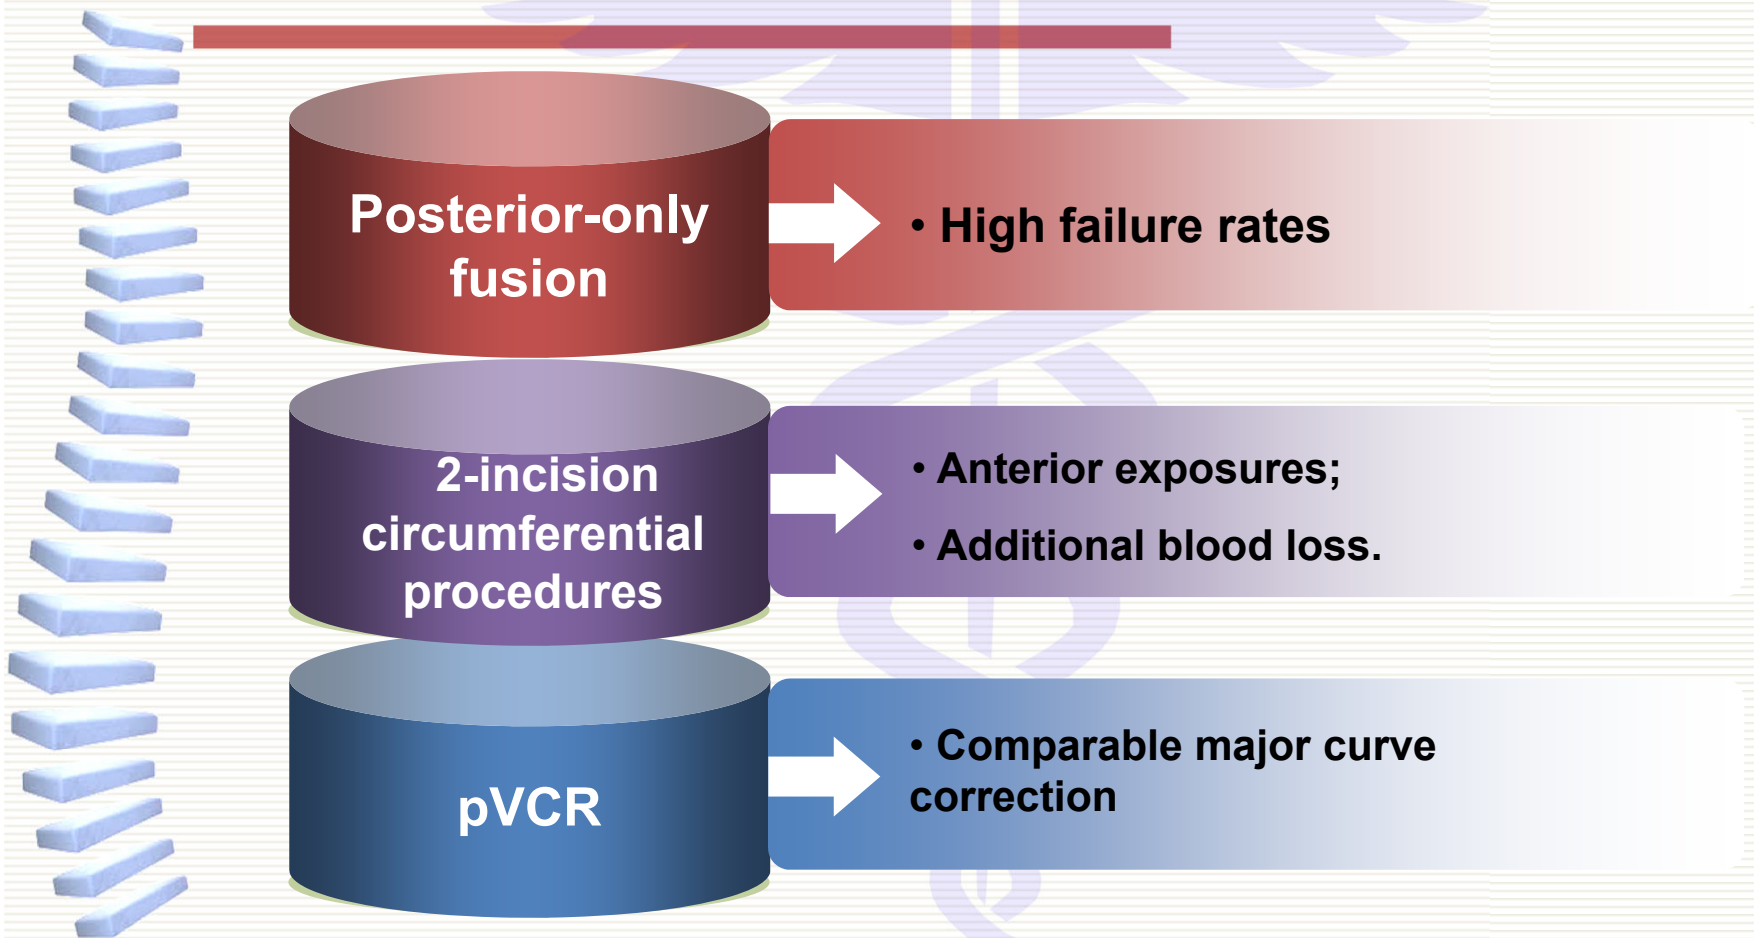 Posterior-only
fusion
• High failure rates
2-incision
circumferential
procedures
• Anterior exposures;
• Additional blood loss.
pVCR
• Comparable major curve
correction